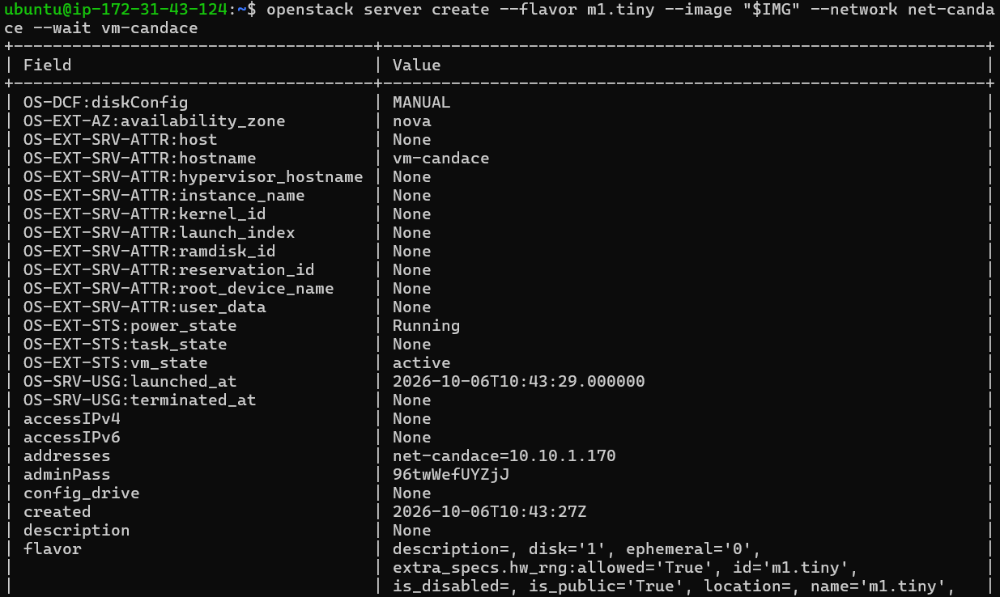 ubuntu@ip-172-31-43-124:~$ openstack server create --flavor m1.tiny --image "$IMG" --network net-canda
ce --wait vm-candace
+-------------------------------------+--------------------------------------------------------------+
| Field                               | Value                                                        |
+-------------------------------------+--------------------------------------------------------------+
| OS-DCF:diskConfig                   | MANUAL                                                       |
| OS-EXT-AZ:availability_zone         | nova                                                         |
| OS-EXT-SRV-ATTR:host                | None                                                         |
| OS-EXT-SRV-ATTR:hostname            | vm-candace                                                   |
| OS-EXT-SRV-ATTR:hypervisor_hostname | None                                                         |
| OS-EXT-SRV-ATTR:instance_name       | None                                                         |
| OS-EXT-SRV-ATTR:kernel_id           | None                                                         |
| OS-EXT-SRV-ATTR:launch_index        | None                                                         |
| OS-EXT-SRV-ATTR:ramdisk_id          | None                                                         |
| OS-EXT-SRV-ATTR:reservation_id      | None                                                         |
| OS-EXT-SRV-ATTR:root_device_name    | None                                                         |
| OS-EXT-SRV-ATTR:user_data           | None                                                         |
| OS-EXT-STS:power_state              | Running                                                      |
| OS-EXT-STS:task_state               | None                                                         |
| OS-EXT-STS:vm_state                 | active                                                       |
| OS-SRV-USG:launched_at              | 2026-10-06T10:43:29.000000                                   |
| OS-SRV-USG:terminated_at            | None                                                         |
| accessIPv4                          | None                                                         |
| accessIPv6                          | None                                                         |
| addresses                           | net-candace=10.10.1.170                                      |
| adminPass                           | 96twWefUYZjJ                                                 |
| config_drive                        | None                                                         |
| created                             | 2026-10-06T10:43:27Z                                         |
| description                         | None                                                         |
| flavor                              | description=, disk='1', ephemeral='0',                       |
|                                     | extra_specs.hw_rng:allowed='True', id='m1.tiny',             |
|                                     | is_disabled=, is_public='True', location=, name='m1.tiny',   |